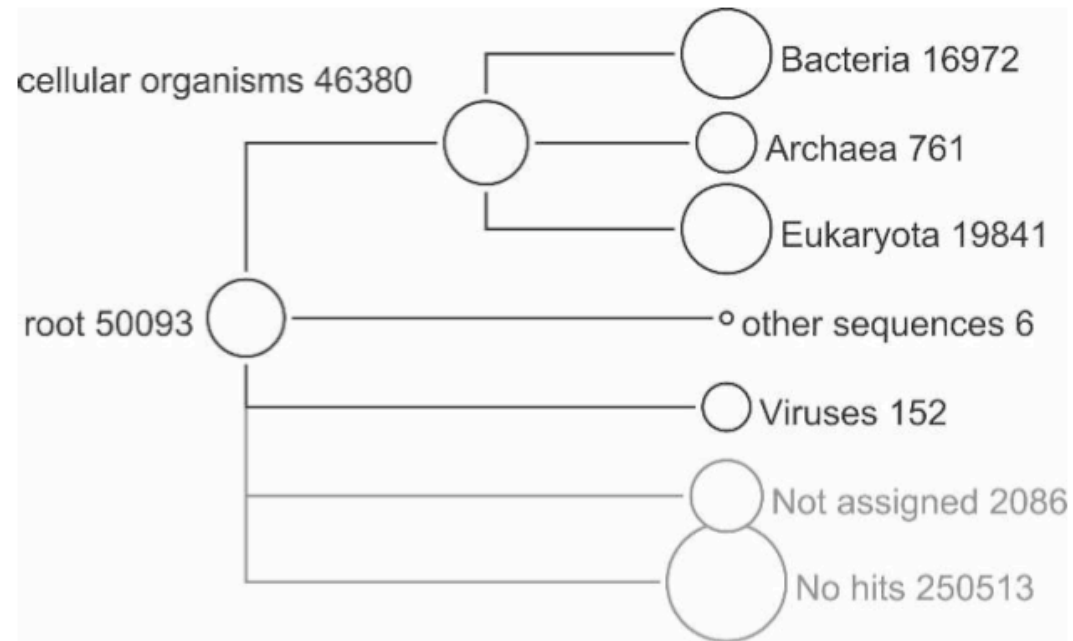 Bacteria 16972
cellular organisms 46380
Archaea 761
Eukaryota 19841
root 50093
other sequences 6
Viruses 152
Not assigned 2086
No hits 250513